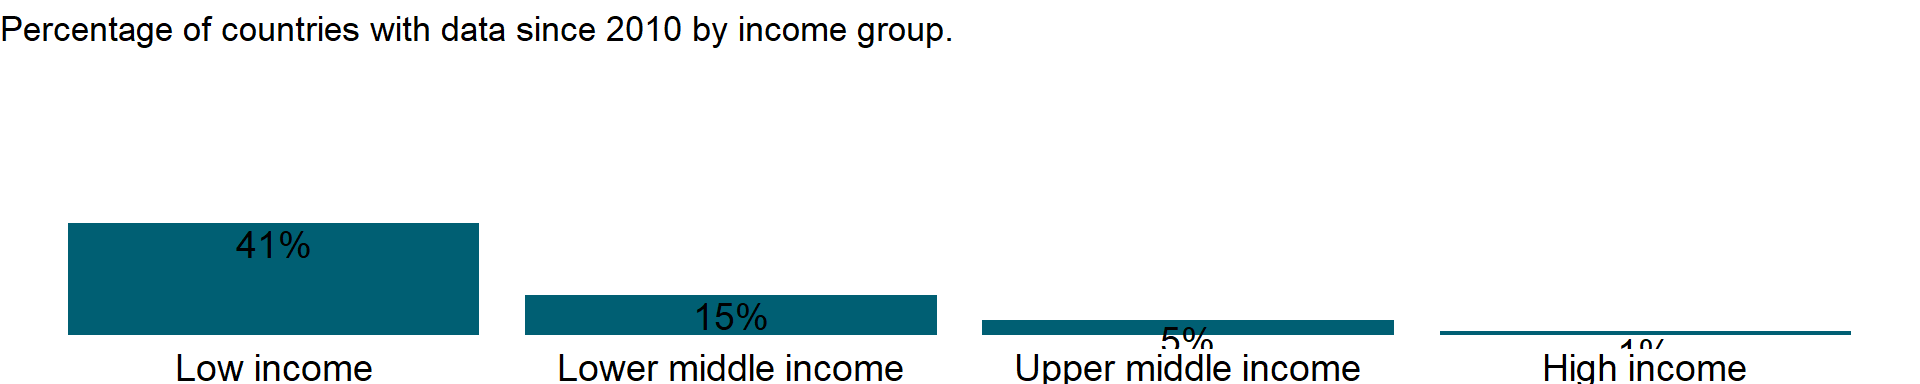 Percentage of countries with data since 2010 by income group.
41%
15%
5%
1%
Low income
Lower middle income
Upper middle income
High income